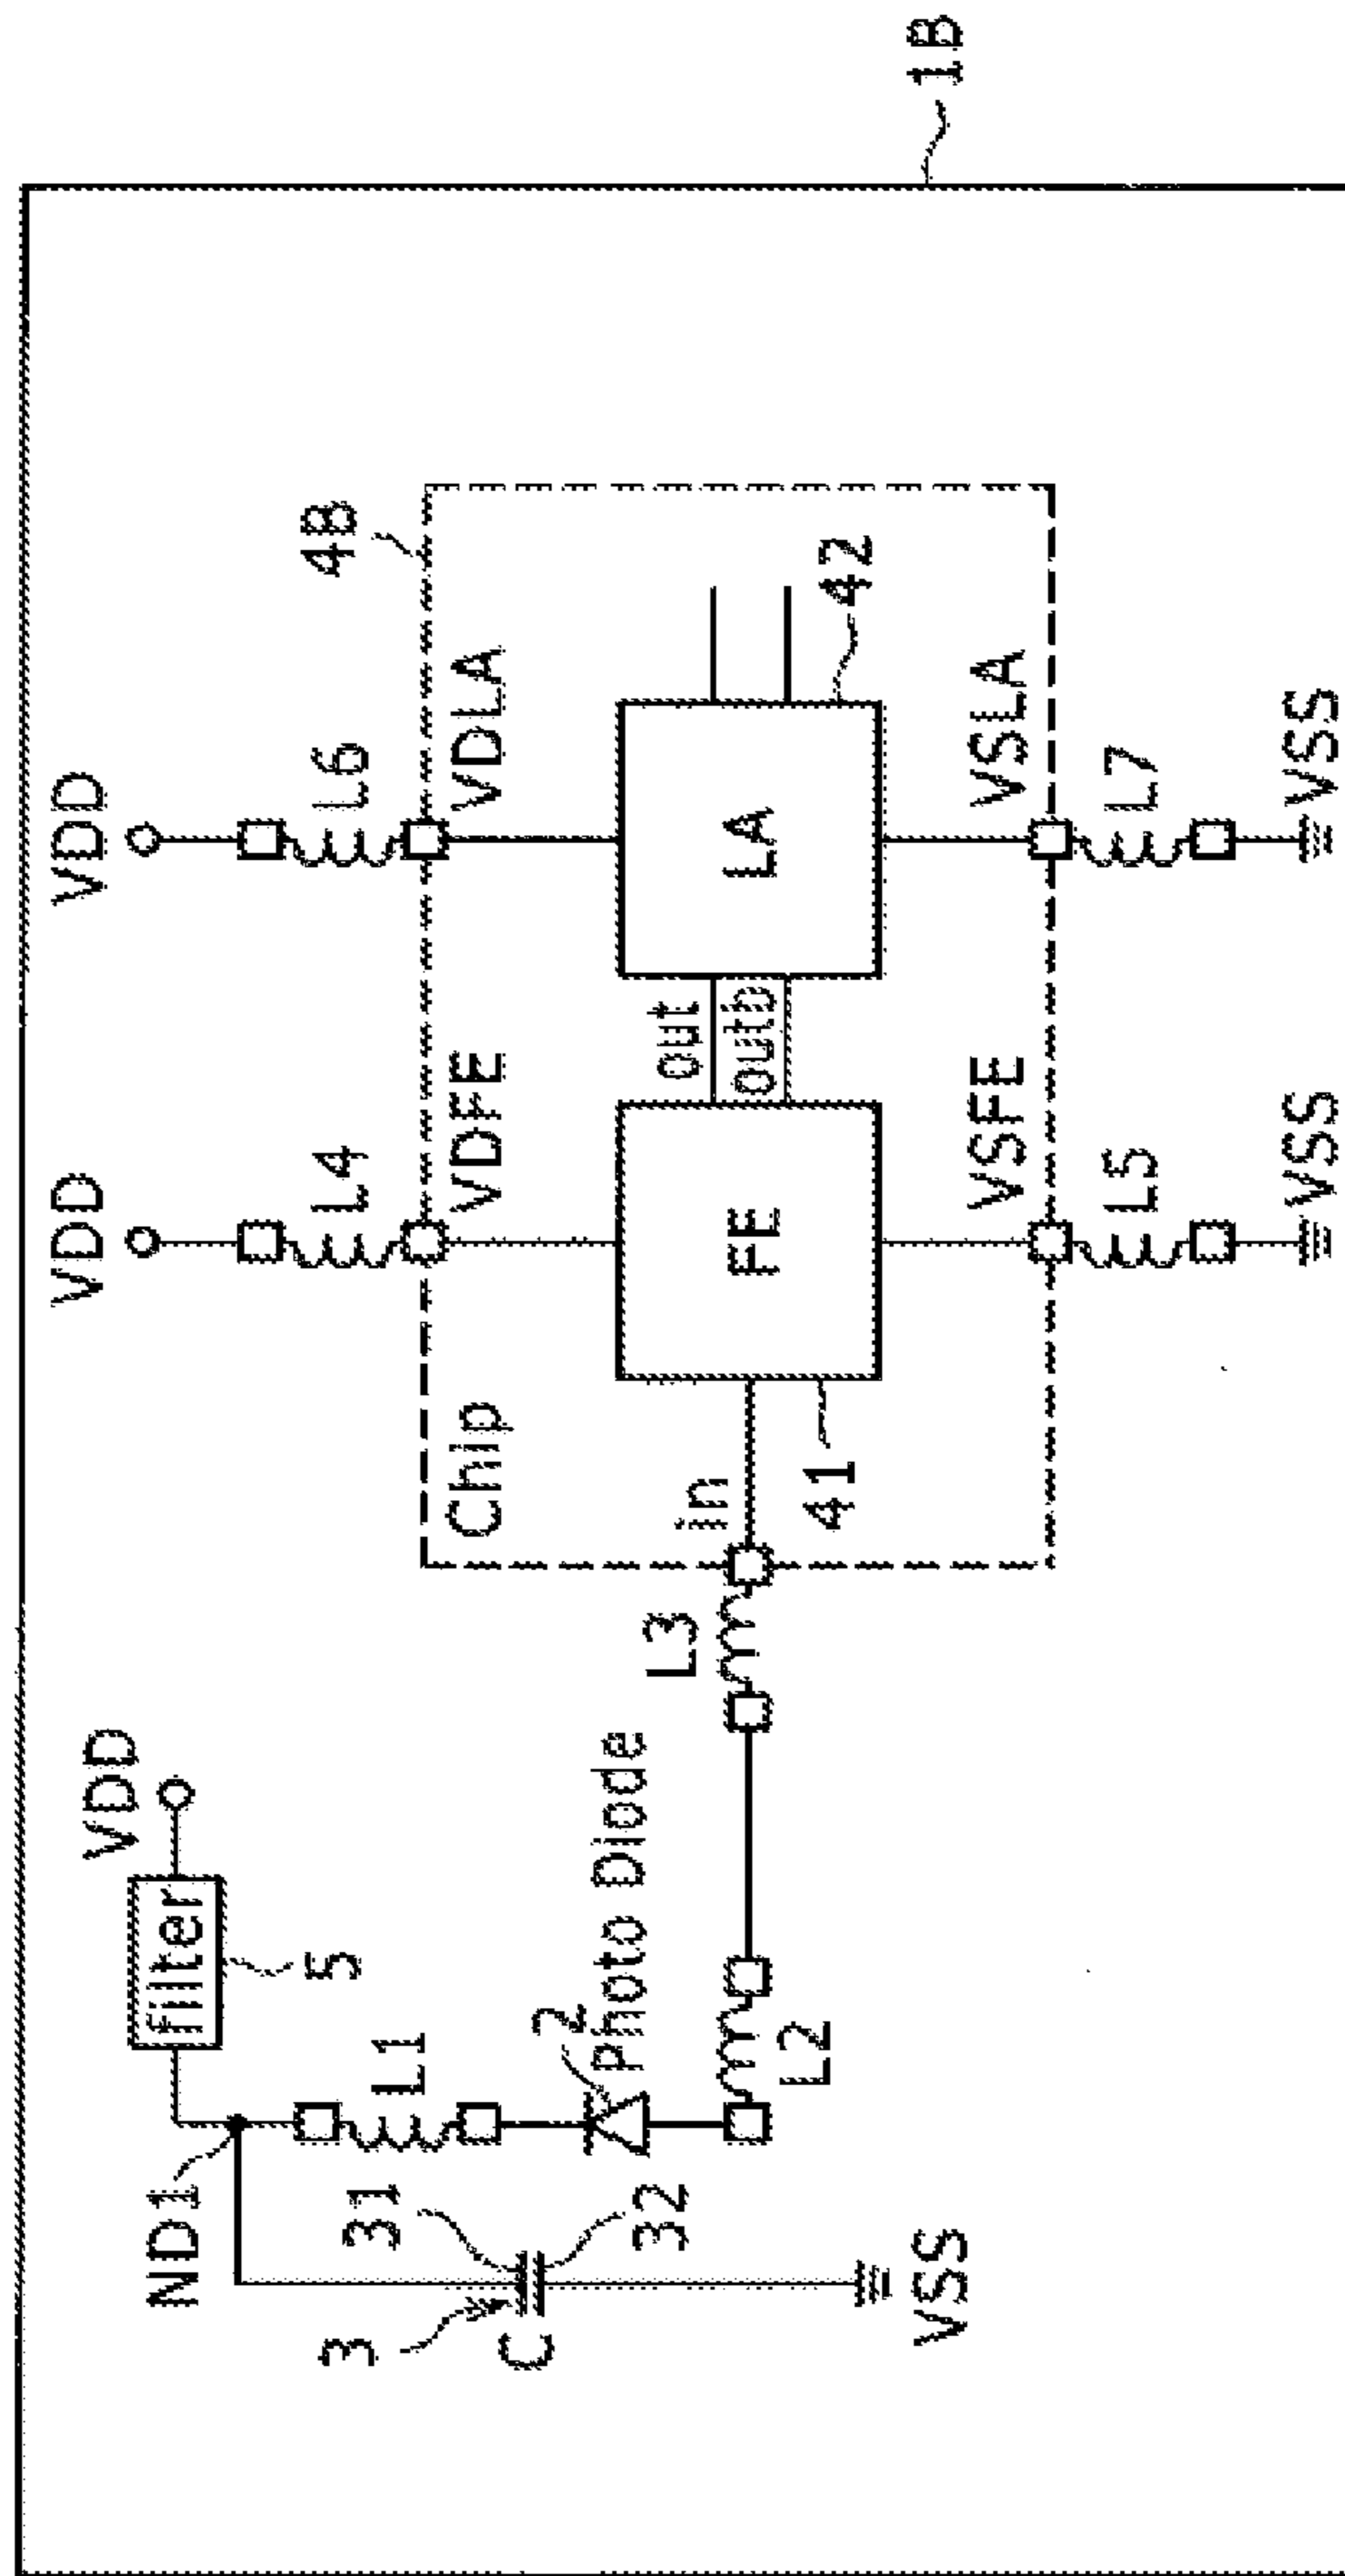 1B
VDD
VDD
VDD
filter
5
L4
L6
4B
ND1
L1
VDFE
VDLA
Chip
31
3
C
32
2
Photo Diode
L3
in
out
outb
FE
LA
41
42
L2
VSFE
VSLA
L5
L7
VSS
VSS
VSS